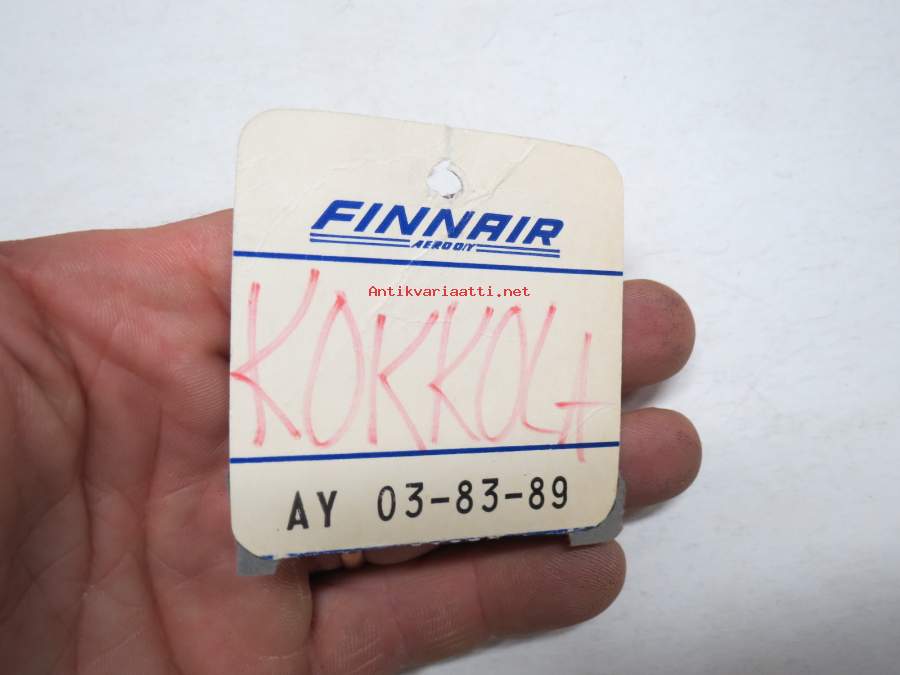 FINNAIR
AERO O/Y
Antikvariaatti.net
KOKKOLA
AY 03-83-89